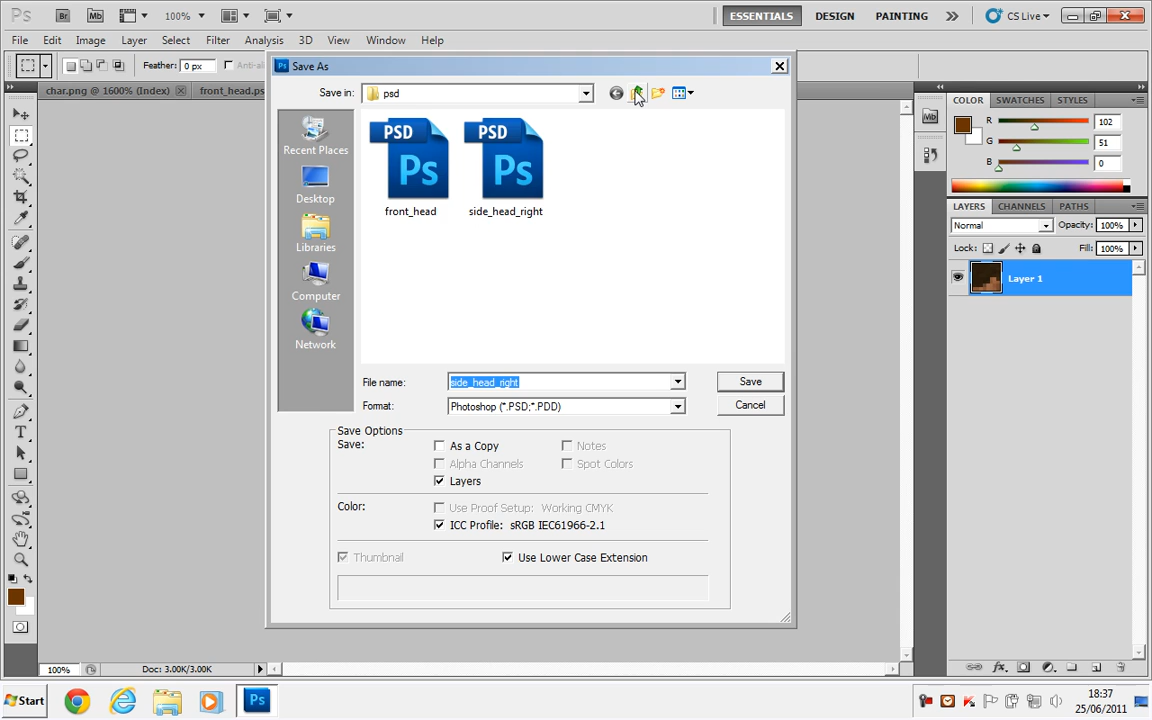 Ps Br Mb 100% ESSENTIALS DESIGN PAINTING CS Live
File Edit Image Layer Select Filter Analysis 3D View Window Help
Feather: 0 px
char.png @ 1600% (Index) front_head.ps
Save As
Save in: psd
Recent Places
Desktop
Libraries
Computer
Network
PSD Ps
PSD Ps
front_head side_head_right
File name: side_head_right Save
Format: Photoshop (*.PSD;*.PDD) Cancel
Save Options
Save: As a Copy Notes
Alpha Channels Spot Colors
Layers
Color: Use Proof Setup: Working CMYK
ICC Profile: sRGB IEC61966-2.1
Thumbnail Use Lower Case Extension
COLOR SWATCHES STYLES
R 102
G 51
B 0
LAYERS CHANNELS PATHS
Normal Opacity: 100%
Lock: Fill: 100%
Layer 1
100% Doc: 3.00K/3.00K
Start Ps
18:37
25/06/2011